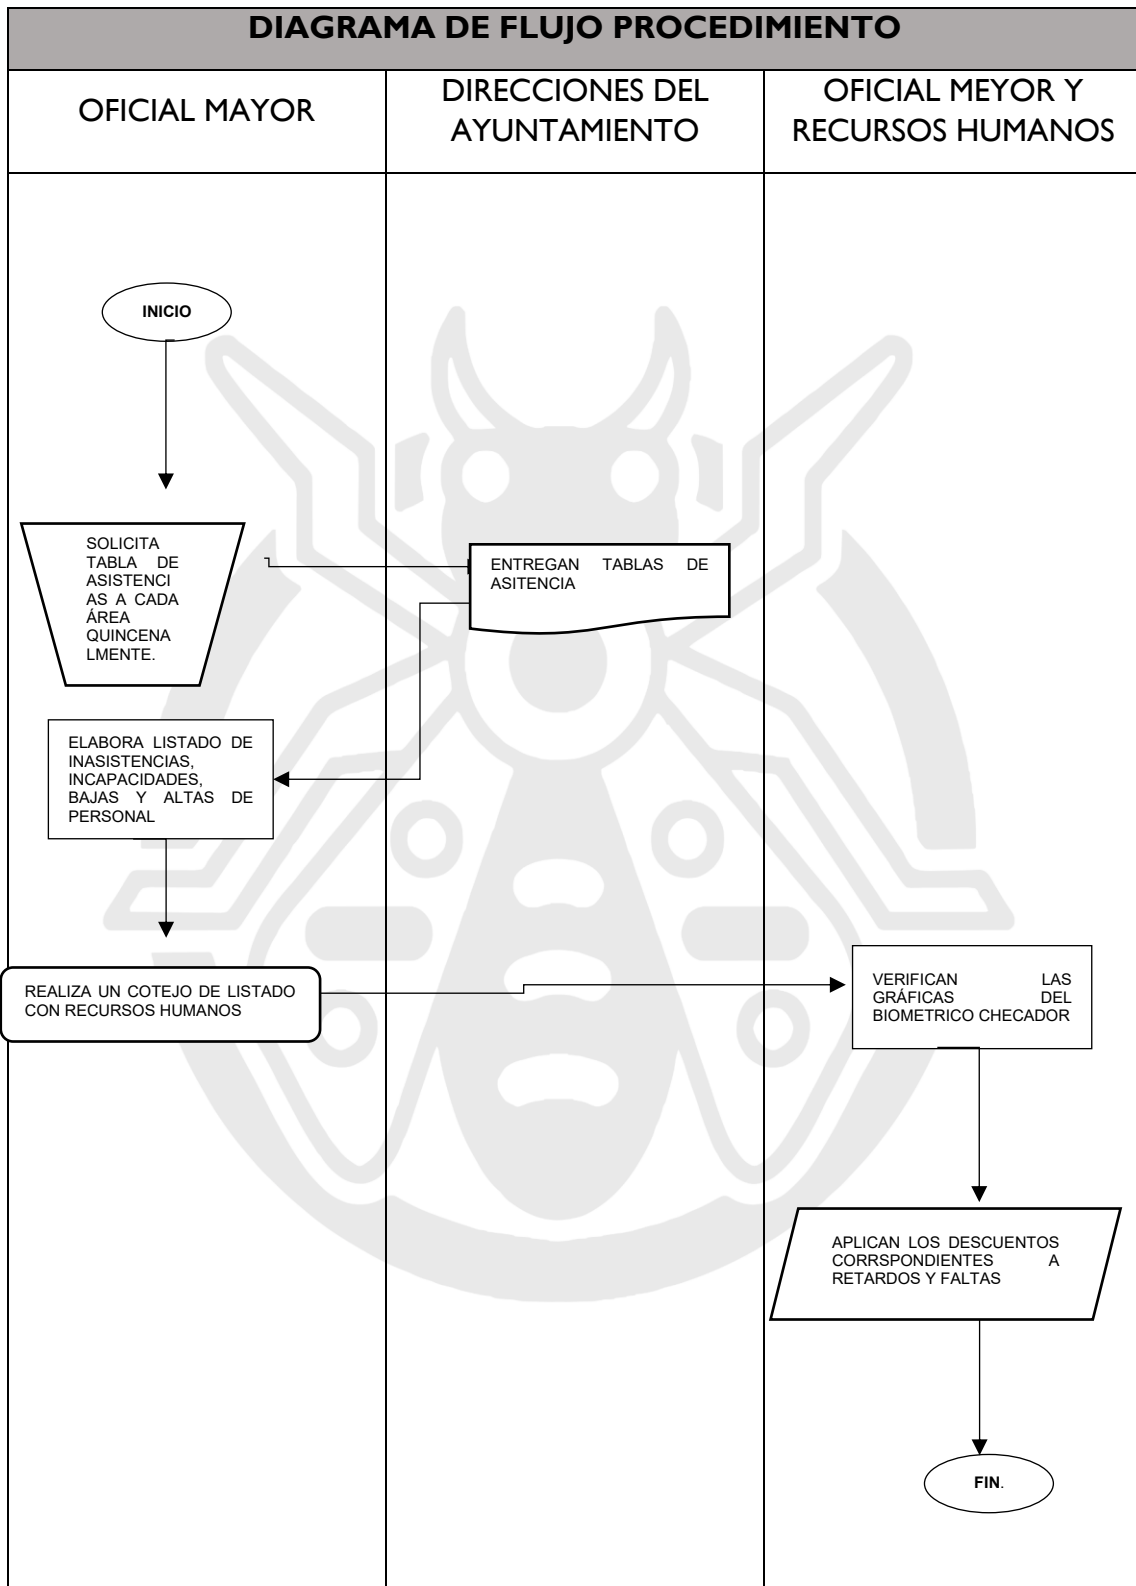 DIAGRAMA DE FLUJO PROCEDIMIENTO
OFICIAL MAYOR
DIRECCIONES DEL
AYUNTAMIENTO
OFICIAL MEYOR Y
RECURSOS HUMANOS
INICIO
SOLICITA
TABLA DE
ASISTENCI
AS A CADA
ÁREA
QUINCENA
LMENTE.
ENTREGAN TABLAS DE
ASITENCIA
ELABORA LISTADO DE
INASISTENCIAS,
INCAPACIDADES,
BAJAS Y ALTAS DE
PERSONAL
REALIZA UN COTEJO DE LISTADO
CON RECURSOS HUMANOS
VERIFICAN LAS
GRÁFICAS DEL
BIOMETRICO CHECADOR
APLICAN LOS DESCUENTOS
CORRSPONDIENTES A
RETARDOS Y FALTAS
FIN.